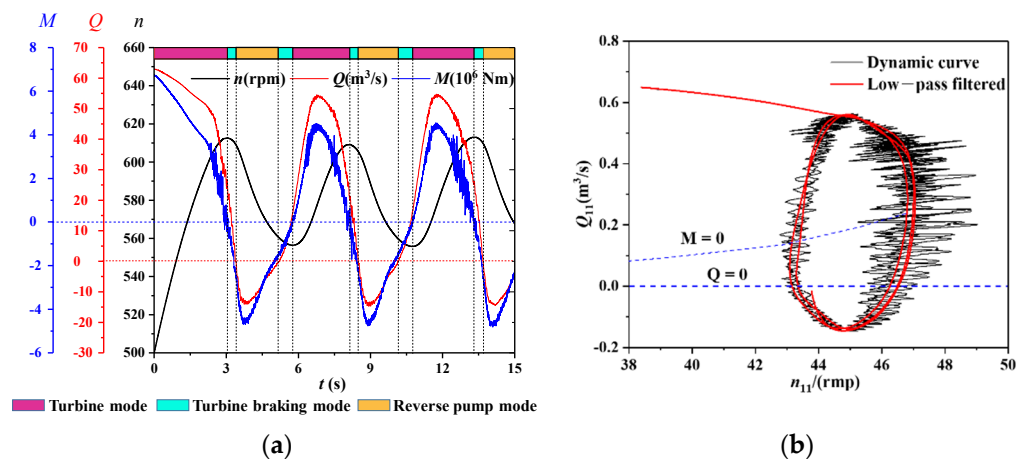 M Q n
8 70 660
6 60 640
4 50 620
2 40 600
0 30 580
-2 20 560
-4 10 540
-6 0 520
-10 500
-20
-30
n(rpm) Q(m³/s) M(10⁶ Nm)
0 3 6 9 12 15
t (s)
Turbine mode Turbine braking mode Reverse pump mode
(a)
0.8
0.6
0.4
0.2
0.0
-0.2
Q₁₁(m³/s)
Dynamic curve
Low—pass filtered
M = 0
Q = 0
38 40 42 44 46 48 50
n₁₁/(rmp)
(b)